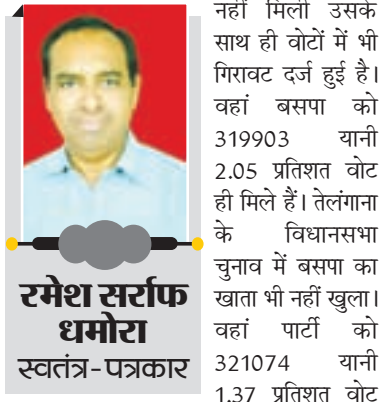 रमेश सर्राफ
धमोरा
स्वतंत्र-पत्रकार
नहीं मिली उसके
साथ ही वोटों में भी
गिरावट दर्ज हुई है।
वहां बसपा को
319903 यानी
2.05 प्रतिशत वोट
ही मिले हैं। तेलंगाना
के विधानसभा
चुनाव में बसपा का
खाता भी नहीं खुला।
वहां पार्टी को
321074 यानी
1.37 प्रतिशत वोट